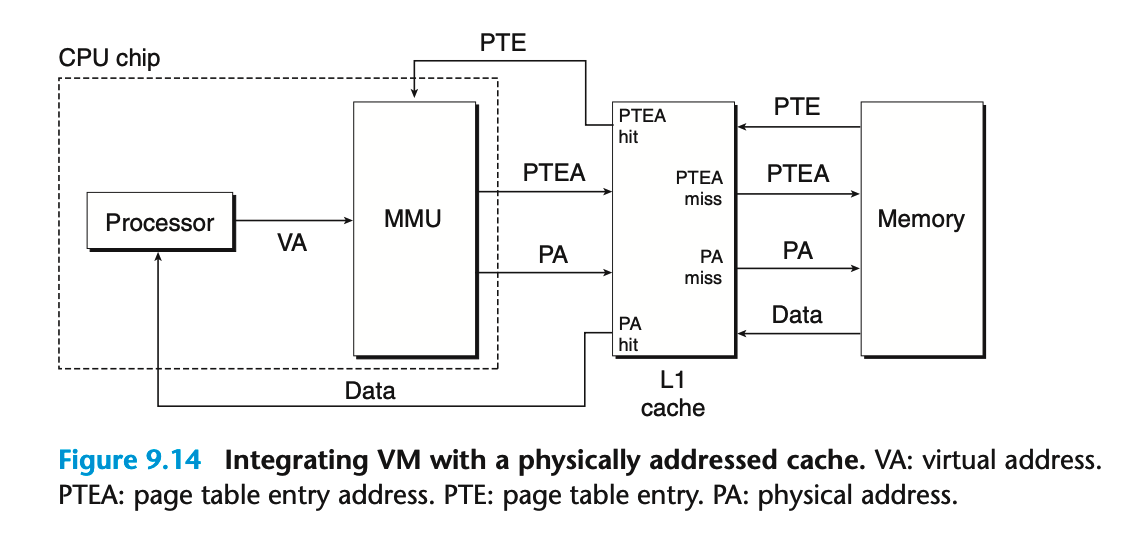 PTE
CPU chip
PTEA
hit
PTE
PTEA
PTEA
miss
PTEA
Processor
VA
MMU
Memory
PA
PA
miss
PA
PA
hit
Data
Data
L1
cache
Figure 9.14 Integrating VM with a physically addressed cache. VA: virtual address.
PTEA: page table entry address. PTE: page table entry. PA: physical address.